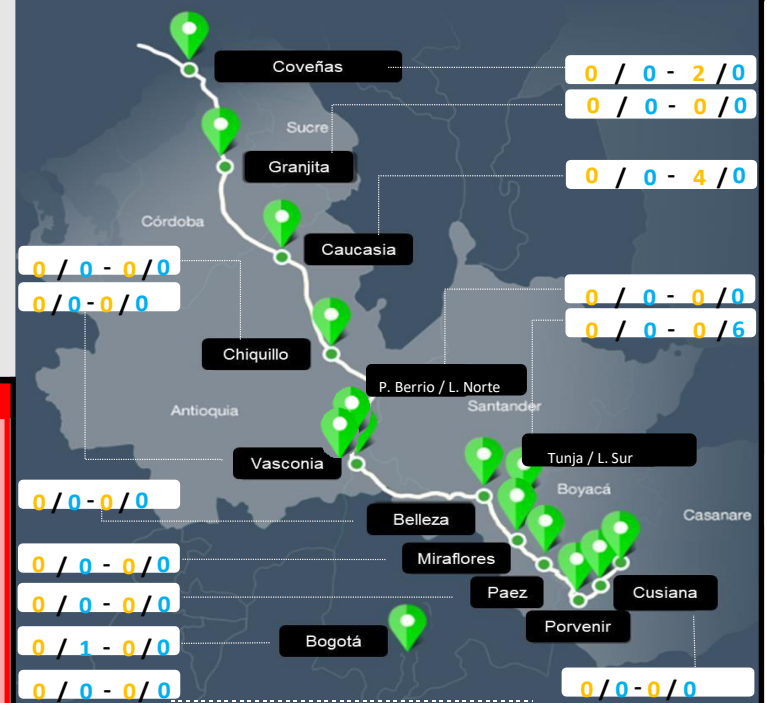 Coveñas
0 / 0 - 2 / 0
0 / 0 - 0 / 0
Sucre
Granjita
0 / 0 - 4 / 0
Córdoba
Caucasia
0 / 0 - 0 / 0
0 / 0 - 0 / 0
0 / 0 - 0 / 0
0 / 0 - 0 / 6
Chiquillo
P. Berrio / L. Norte
Antioquia
Santander
Vasconia
Tunja / L. Sur
Boyacá
0 / 0 - 0 / 0
Belleza
Casanare
Miraflores
0 / 0 - 0 / 0
Paez
Cusiana
0 / 0 - 0 / 0
Porvenir
Bogotá
0 / 1 - 0 / 0
0 / 0 - 0 / 0
0 / 0 - 0 / 0